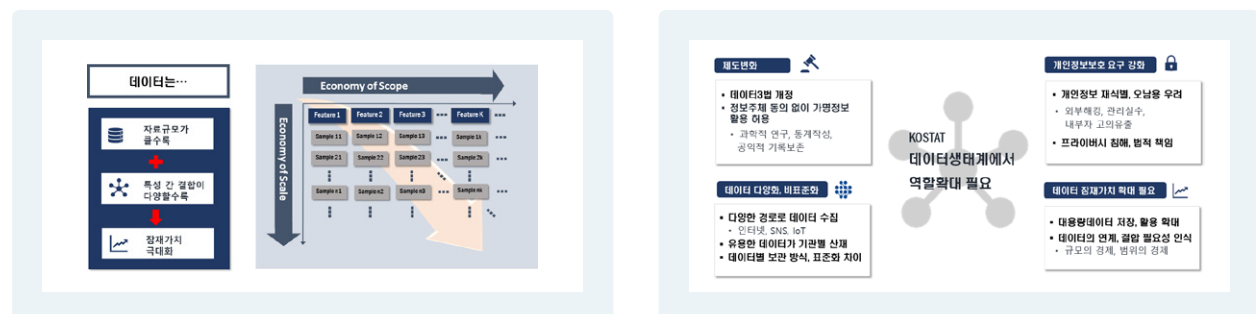 데이터는…
자료규모가
클수록
특성 간 결합이
다양할수록
잠재가치
극대화
Economy of Scope
Economy of Scale
Feature 1 Feature 2 Feature 3 ••• Feature K •••
Sample 11 Sample 12 Sample 13 ••• Sample 1k •••
Sample 21 Sample 22 Sample 23 ••• Sample 2k •••
Sample n1 Sample n2 Sample n3 ••• Sample nk •••
제도변화
• 데이터3법 개정
• 정보주체 동의 없이 가명정보
활용 허용
• 과학적 연구, 통계작성,
공익적 기록보존
데이터 다양화, 비표준화
• 다양한 경로로 데이터 수집
• 인터넷, SNS, IoT
• 유용한 데이터가 기관별 산재
• 데이터별 보관 방식, 표준화 차이
KOSTAT
데이터생태계에서
역할확대 필요
개인정보보호 요구 강화
• 개인정보 재식별, 오남용 우려
• 외부해킹, 관리실수,
내부자 고의유출
• 프라이버시 침해, 법적 책임
데이터 잠재가치 확대 필요
• 대용량데이터 저장, 활용 확대
• 데이터의 연계, 결합 필요성 인식
• 규모의 경제, 범위의 경제